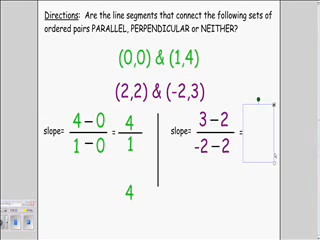 Directions: Are the line segments that connect the following sets of
ordered pairs PARALLEL, PERPENDICULAR or NEITHER?
(0,0) & (1,4)
(2,2) & (-2,3)
slope= 4 – 0 / 1 – 0 = 4 / 1
slope= 3 – 2 / -2 – 2 =
4